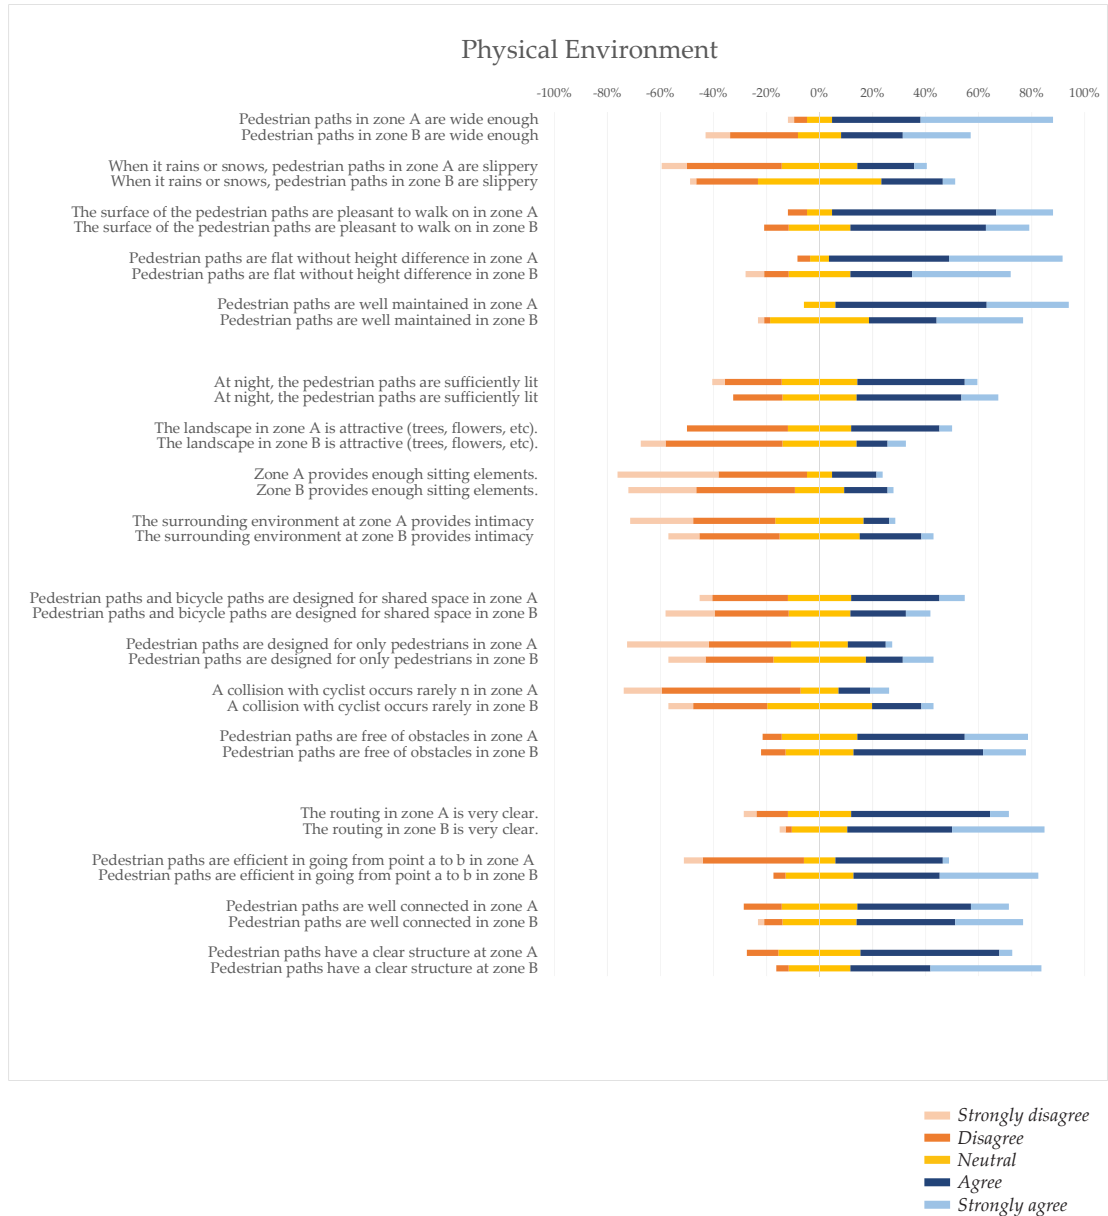 Physical Environment
-100% -80% -60% -40% -20% 0% 20% 40% 60% 80% 100%
Pedestrian paths in zone A are wide enough
Pedestrian paths in zone B are wide enough
When it rains or snows, pedestrian paths in zone A are slippery
When it rains or snows, pedestrian paths in zone B are slippery
The surface of the pedestrian paths are pleasant to walk on in zone A
The surface of the pedestrian paths are pleasant to walk on in zone B
Pedestrian paths are flat without height difference in zone A
Pedestrian paths are flat without height difference in zone B
Pedestrian paths are well maintained in zone A
Pedestrian paths are well maintained in zone B
At night, the pedestrian paths are sufficiently lit
At night, the pedestrian paths are sufficiently lit
The landscape in zone A is attractive (trees, flowers, etc).
The landscape in zone B is attractive (trees, flowers, etc).
Zone A provides enough sitting elements.
Zone B provides enough sitting elements.
The surrounding environment at zone A provides intimacy
The surrounding environment at zone B provides intimacy
Pedestrian paths and bicycle paths are designed for shared space in zone A
Pedestrian paths and bicycle paths are designed for shared space in zone B
Pedestrian paths are designed for only pedestrians in zone A
Pedestrian paths are designed for only pedestrians in zone B
A collision with cyclist occurs rarely n in zone A
A collision with cyclist occurs rarely in zone B
Pedestrian paths are free of obstacles in zone A
Pedestrian paths are free of obstacles in zone B
The routing in zone A is very clear.
The routing in zone B is very clear.
Pedestrian paths are efficient in going from point a to b in zone A
Pedestrian paths are efficient in going from point a to b in zone B
Pedestrian paths are well connected in zone A
Pedestrian paths are well connected in zone B
Pedestrian paths have a clear structure at zone A
Pedestrian paths have a clear structure at zone B
Strongly disagree
Disagree
Neutral
Agree
Strongly agree